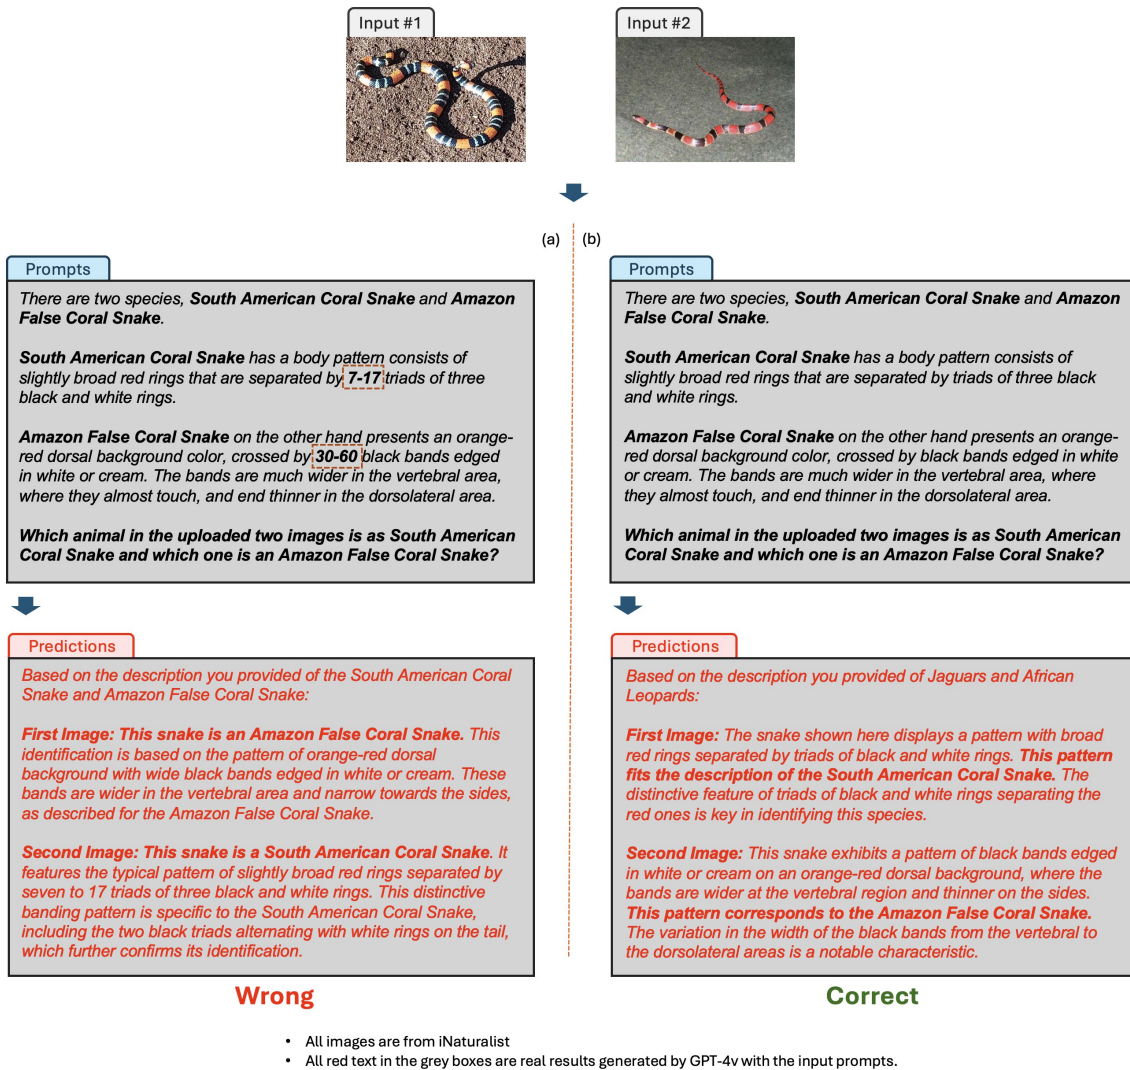 Input #1
Input #2
(a)
(b)
Prompts
There are two species, South American Coral Snake and Amazon
False Coral Snake.
South American Coral Snake has a body pattern consists of
slightly broad red rings that are separated by 7-17 triads of three
black and white rings.
Amazon False Coral Snake on the other hand presents an orange-
red dorsal background color, crossed by 30-60 black bands edged
in white or cream. The bands are much wider in the vertebral area,
where they almost touch, and end thinner in the dorsolateral area.
Which animal in the uploaded two images is as South American
Coral Snake and which one is an Amazon False Coral Snake?
Predictions
Based on the description you provided of the South American Coral
Snake and Amazon False Coral Snake:
First Image: This snake is an Amazon False Coral Snake. This
identification is based on the pattern of orange-red dorsal
background with wide black bands edged in white or cream. These
bands are wider in the vertebral area and narrow towards the sides,
as described for the Amazon False Coral Snake.
Second Image: This snake is a South American Coral Snake. It
features the typical pattern of slightly broad red rings separated by
seven to 17 triads of three black and white rings. This distinctive
banding pattern is specific to the South American Coral Snake,
including the two black triads alternating with white rings on the tail,
which further confirms its identification.
Wrong
Prompts
There are two species, South American Coral Snake and Amazon
False Coral Snake.
South American Coral Snake has a body pattern consists of
slightly broad red rings that are separated by triads of three black
and white rings.
Amazon False Coral Snake on the other hand presents an orange-
red dorsal background color, crossed by black bands edged in white
or cream. The bands are much wider in the vertebral area, where
they almost touch, and end thinner in the dorsolateral area.
Which animal in the uploaded two images is as South American
Coral Snake and which one is an Amazon False Coral Snake?
Predictions
Based on the description you provided of Jaguars and African
Leopards:
First Image: The snake shown here displays a pattern with broad
red rings separated by triads of black and white rings. This pattern
fits the description of the South American Coral Snake. The
distinctive feature of triads of black and white rings separating the
red ones is key in identifying this species.
Second Image: This snake exhibits a pattern of black bands edged
in white or cream on an orange-red dorsal background, where the
bands are wider at the vertebral region and thinner on the sides.
This pattern corresponds to the Amazon False Coral Snake.
The variation in the width of the black bands from the vertebral to
the dorsolateral areas is a notable characteristic.
Correct
• All images are from iNaturalist
• All red text in the grey boxes are real results generated by GPT-4v with the input prompts.